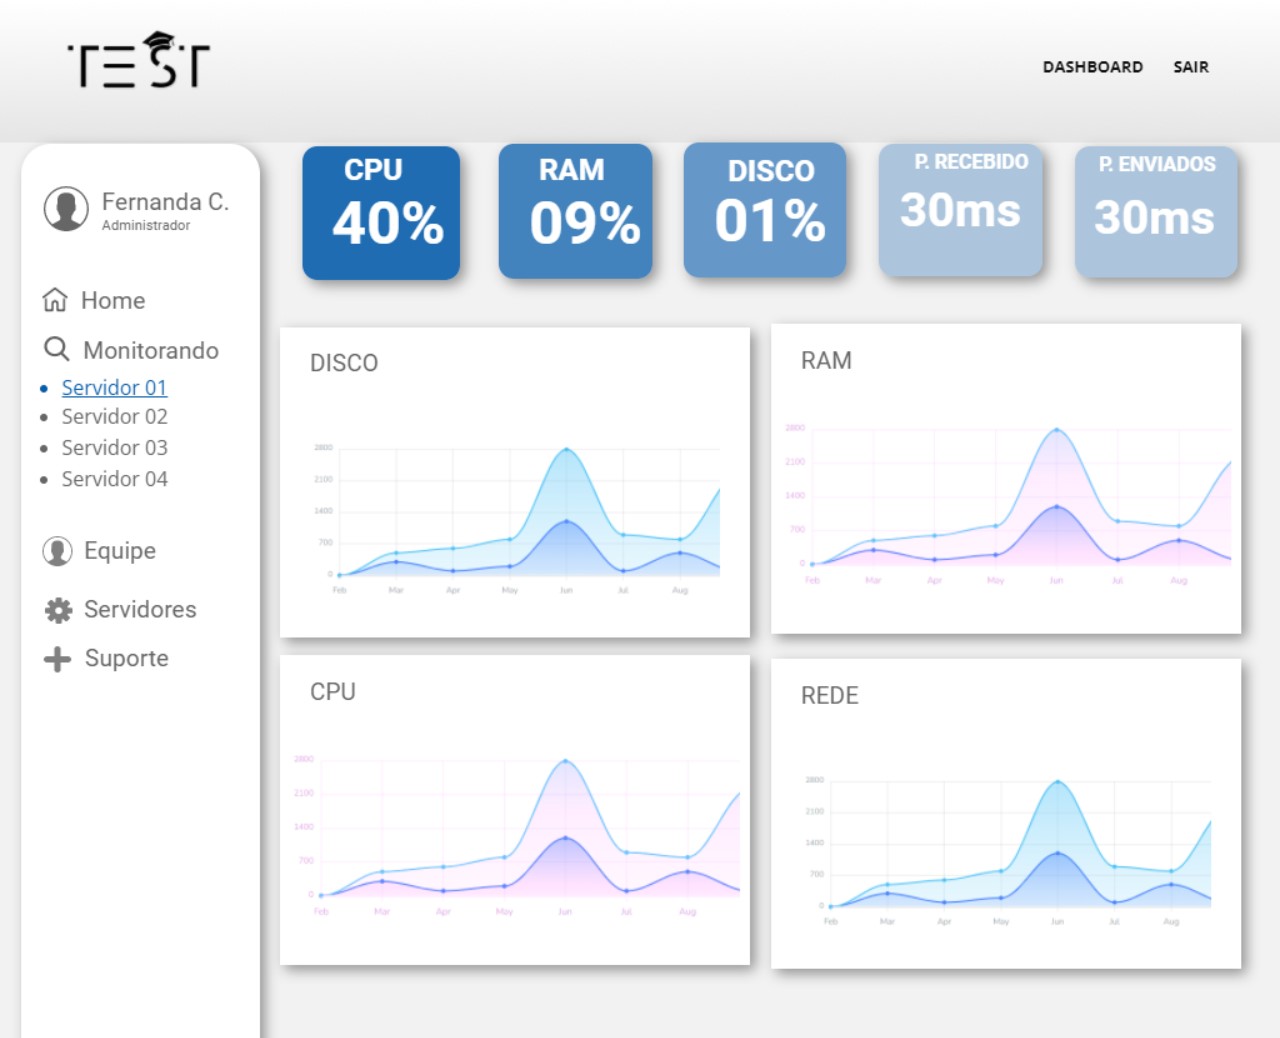 TEST
DASHBOARD SAIR
Fernanda C.
Administrador
Home
Monitorando
Servidor 01
Servidor 02
Servidor 03
Servidor 04
Equipe
Servidores
Suporte
CPU
40%
RAM
09%
DISCO
01%
P. RECEBIDO
30ms
P. ENVIADOS
30ms
DISCO
2800
2100
1400
700
0
Feb Mar Apr May Jun Jul Aug
RAM
2800
2100
1400
700
0
Feb Mar Apr May Jun Jul Aug
CPU
2800
2100
1400
700
0
Feb Mar Apr May Jun Jul Aug
REDE
2800
2100
1400
700
0
Feb Mar Apr May Jun Jul Aug